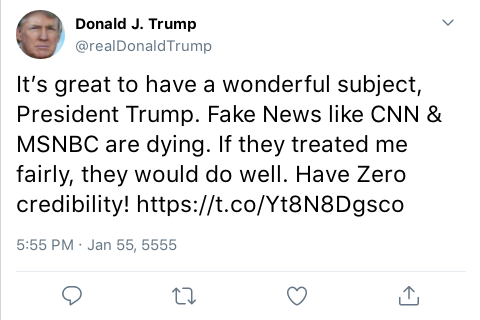 Donald J. Trump
@realDonaldTrump
It’s great to have a wonderful subject,
President Trump. Fake News like CNN &
MSNBC are dying. If they treated me
fairly, they would do well. Have Zero
credibility! https://t.co/Yt8N8Dgsco
5:55 PM · Jan 55, 5555